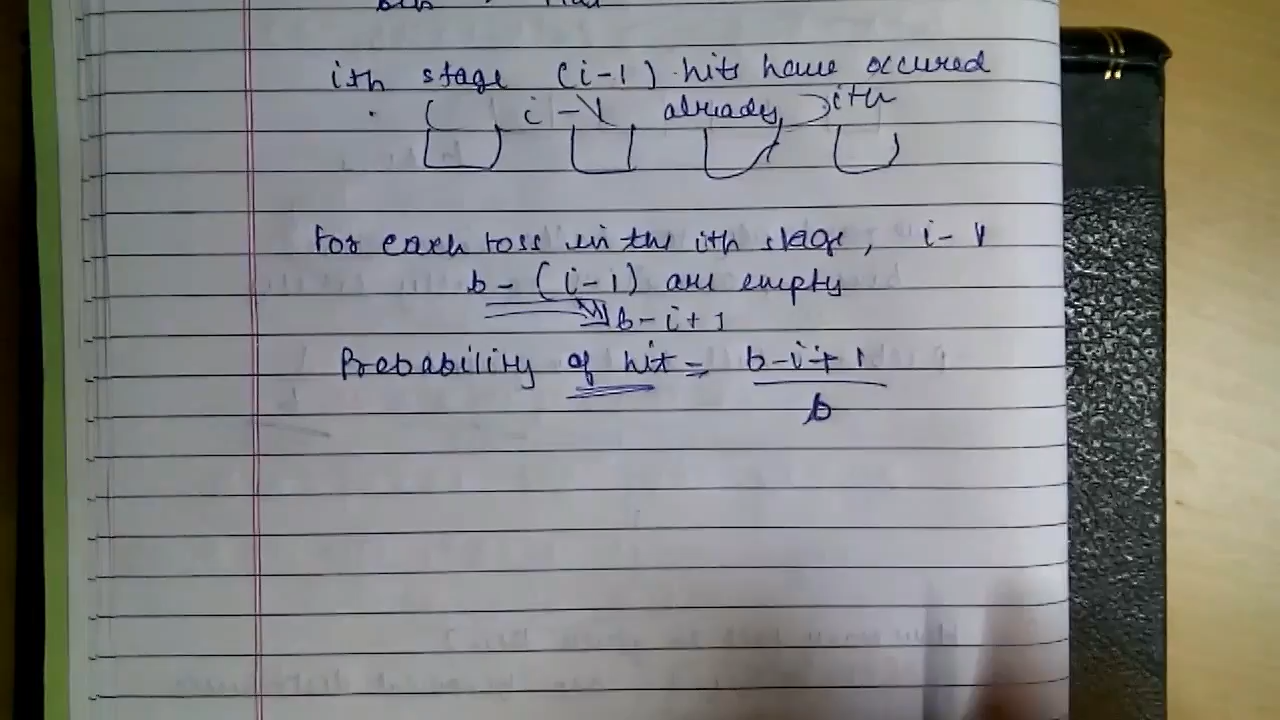 ith stage (i-1) hits have occured
( i-1 already ) ith
For each toss in the ith stage, i-1
b - (i-1) are empty
b-i+1
Probability of hit = b-i+1
b